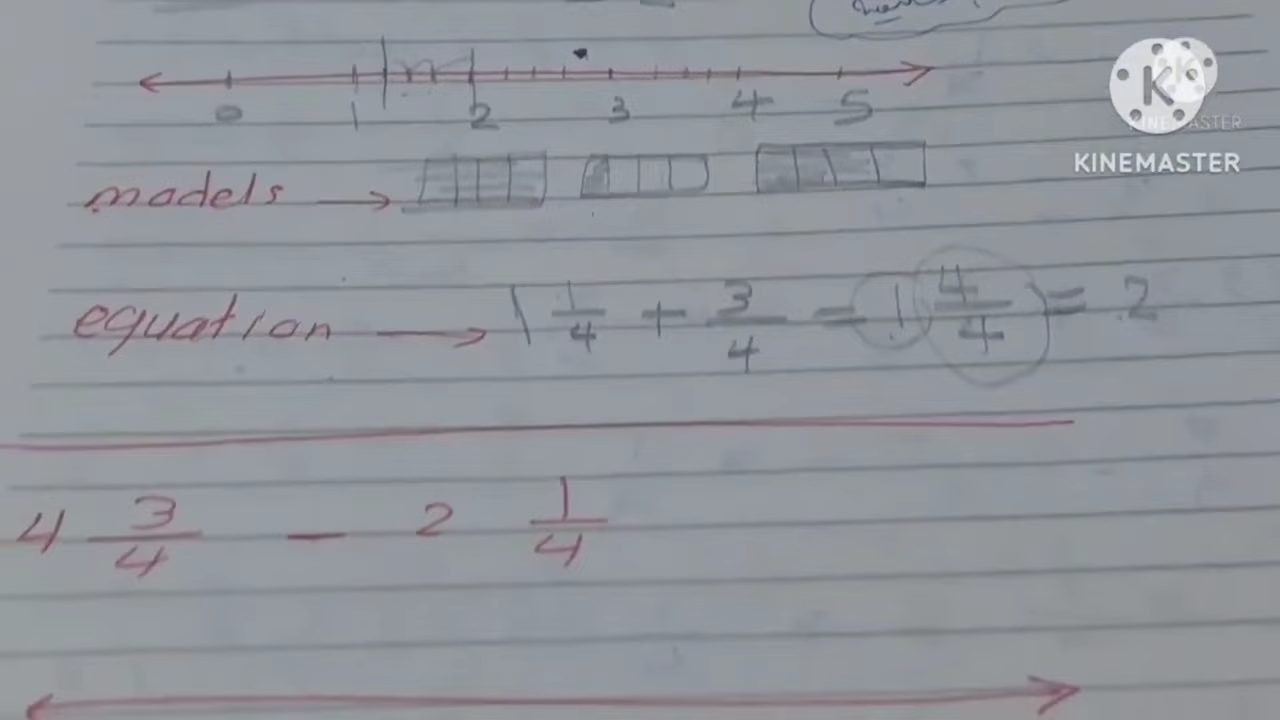 0 1 2 3 4 5
models →
equation → 1 1/4 + 3/4 = 1 4/4 = 2
4 3/4 - 2 1/4
KINEMASTER
KINEMASTER